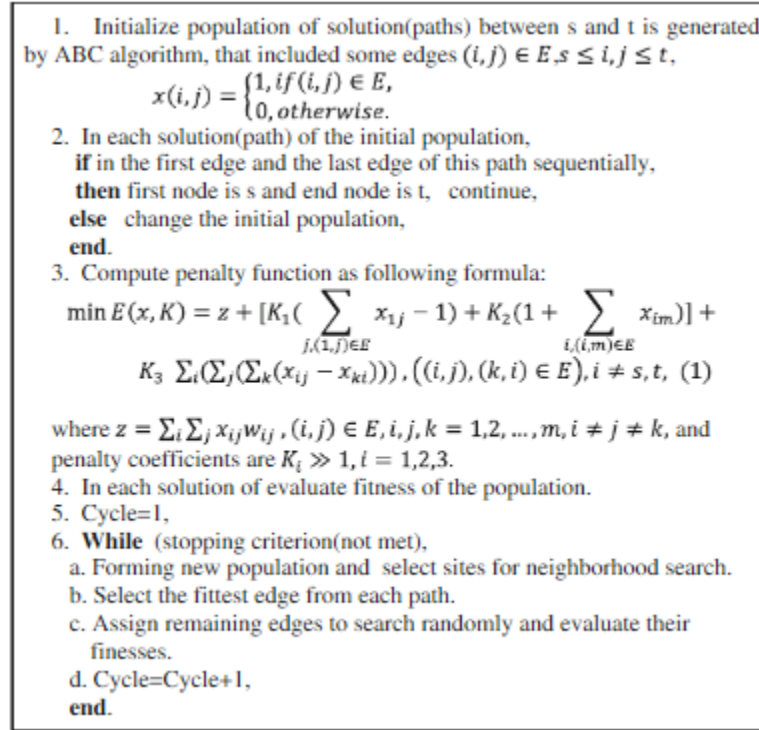 1. Initialize population of solution(paths) between s and t is generated
by ABC algorithm, that included some edges (i,j) ∈ E,s ≤ i,j ≤ t,
x(i,j) = {1, if(i,j) ∈ E,
0, otherwise.
2. In each solution(path) of the initial population,
if in the first edge and the last edge of this path sequentially,
then first node is s and end node is t, continue,
else change the initial population,
end.
3. Compute penalty function as following formula:
min E(x, K) = z + [K₁( ∑ x₁ⱼ − 1) + K₂(1 + ∑ xᵢₘ)] +
j,(1,j)∈E i,(i,m)∈E
K₃ ∑ᵢ(∑ⱼ(∑ₖ(xᵢⱼ − xₖᵢ))) , ((i,j), (k,i) ∈ E), i ≠ s, t, (1)
where z = ∑ᵢ ∑ⱼ xᵢⱼwᵢⱼ , (i,j) ∈ E, i,j,k = 1,2, … , m, i ≠ j ≠ k, and
penalty coefficients are Kᵢ ≫ 1, i = 1,2,3.
4. In each solution of evaluate fitness of the population.
5. Cycle=1,
6. While (stopping criterion(not met),
a. Forming new population and select sites for neighborhood search.
b. Select the fittest edge from each path.
c. Assign remaining edges to search randomly and evaluate their
finesses.
d. Cycle=Cycle+1,
end.